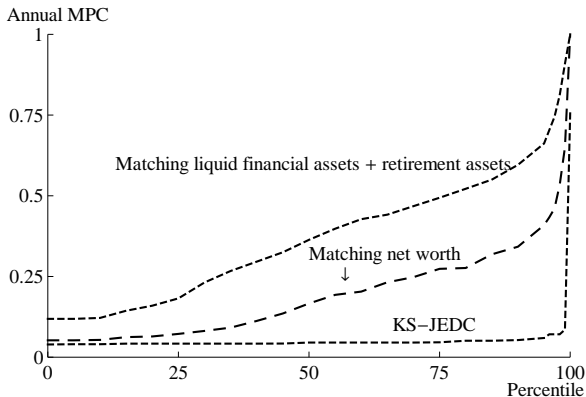 Annual MPC
1
0.75
Matching liquid financial assets + retirement assets
0.5
Matching net worth
↓
0.25
KS−JEDC
0
0 25 50 75 100
Percentile